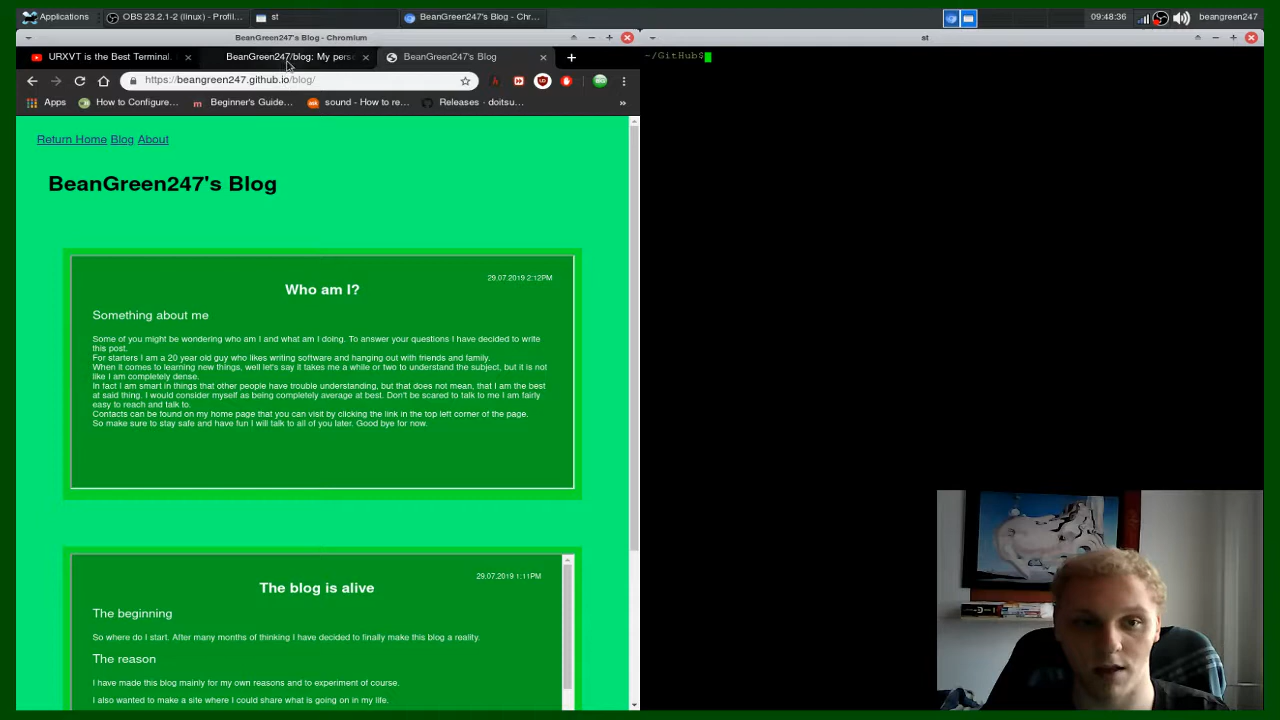 Applications
OBS 23.2.1-2 (linux) - Profil...
st
BeanGreen247's Blog - Chr...
09:48:36
beangreen247
BeanGreen247's Blog - Chromium
st
URXVT is the Best Terminal.
BeanGreen247/blog: My pers
BeanGreen247's Blog
https://beangreen247.github.io/blog/
Apps
How to Configure...
Beginner's Guide...
sound - How to re...
Releases · doitsu...
»
~/GitHub$
Return Home Blog About
BeanGreen247's Blog
29.07.2019 2:12PM
Who am I?
Something about me
Some of you might be wondering who am I and what am I doing. To answer your questions I have decided to write
this post.
For starters I am a 20 year old guy who likes writing software and hanging out with friends and family.
When it comes to learning new things, well let's say it takes me a while or two to understand the subject, but it is not
like I am completely dense.
In fact I am smart in things that other people have trouble understanding, but that does not mean, that I am the best
at said thing. I would consider myself as being completely average at best. Don't be scared to talk to me I am fairly
easy to reach and talk to.
Contacts can be found on my home page that you can visit by clicking the link in the top left corner of the page.
So make sure to stay safe and have fun I will talk to all of you later. Good bye for now.
29.07.2019 1:11PM
The blog is alive
The beginning
So where do I start. After many months of thinking I have decided to finally make this blog a reality.
The reason
I have made this blog mainly for my own reasons and to experiment of course.
I also wanted to make a site where I could share what is going on in my life.